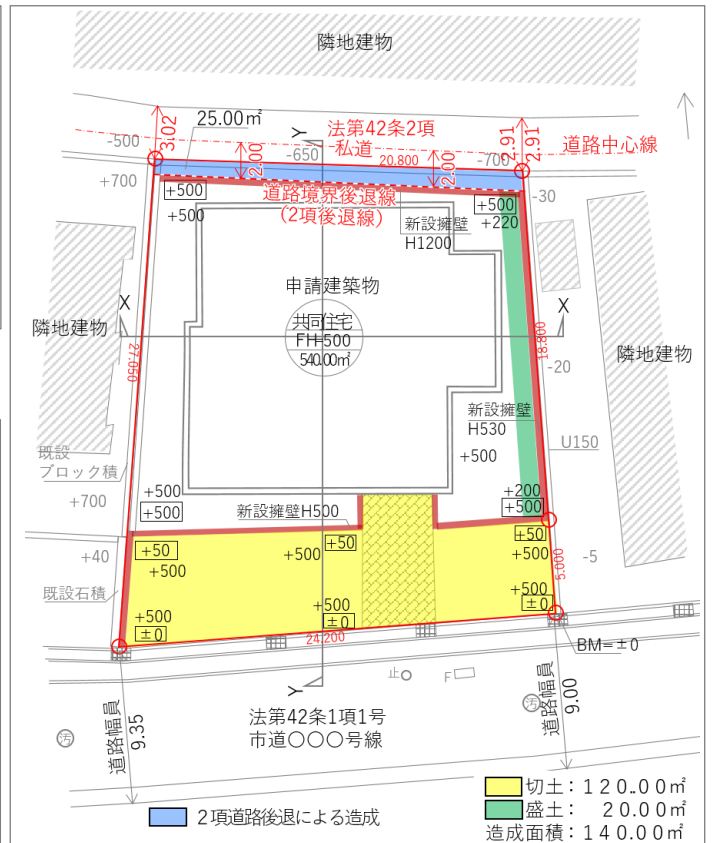 隣地建物
25.00㎡
3.02
Y
法第42条2項
私道
20.800
2.91
2.91
道路中心線
-500
-650
-700
2.00
2.00
+700
+500
+500
道路境界後退線
(2項後退線)
新設擁壁
H1200
+500
+220
-30
申請建築物
共同住宅
FH+500
540.00㎡
X
X
隣地建物
27.050
18.800
-20
隣地建物
既設
ブロック積
新設擁壁
H530
+500
U150
+700
+500
+500
新設擁壁H500
+200
+500
+40
+50
+500
+500
+50
+50
+500
-5
5.000
既設石積
+500
±0
+500
±0
+500
±0
24.200
BM=±0
Y
止
F
汚
汚
道路幅員
9.35
法第42条1項1号
市道〇〇〇号線
道路幅員
9.00
2項道路後退による造成
切土：120.00㎡
盛土： 20.00㎡
造成面積：140.00㎡